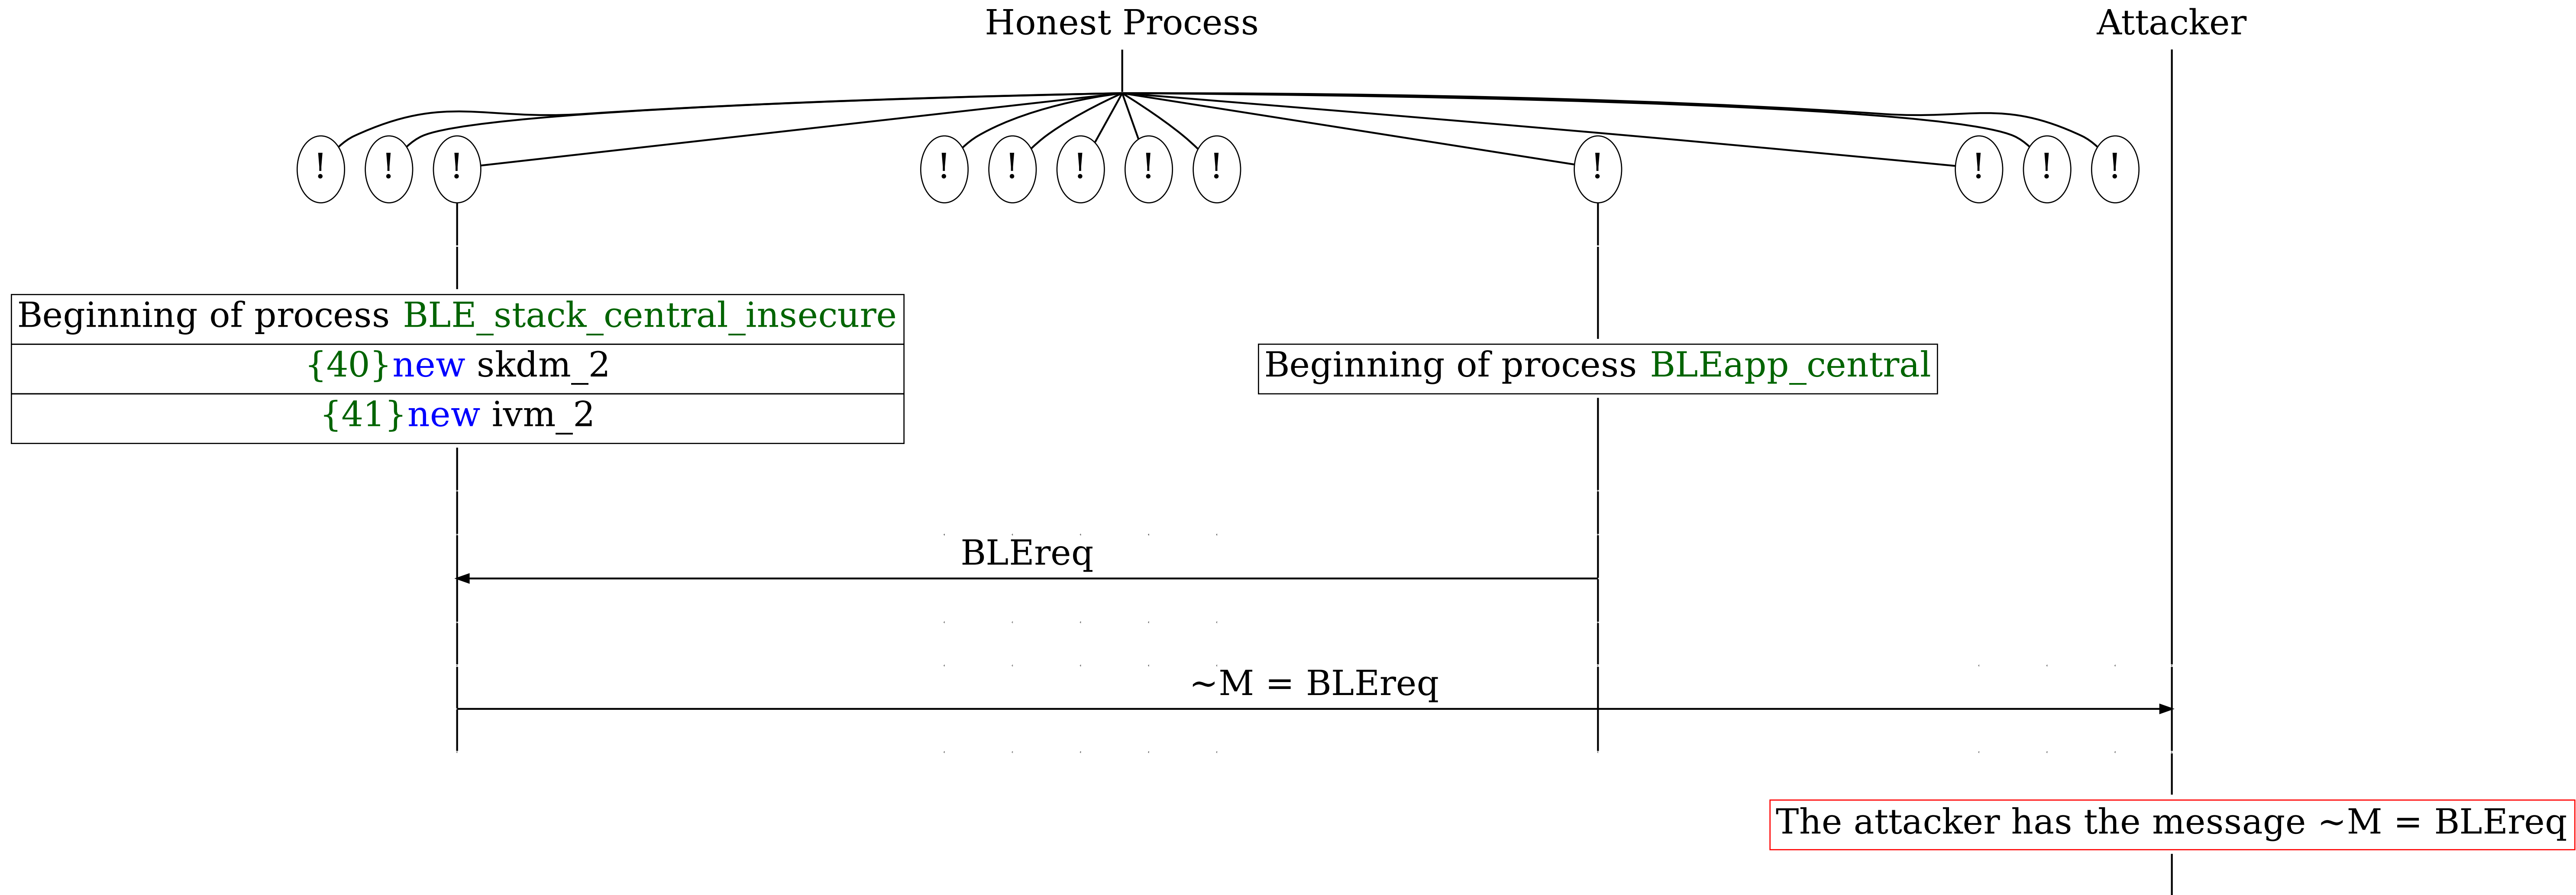 Honest Process
Attacker
! ! ! ! ! ! ! ! ! ! ! !
Beginning of process BLE_stack_central_insecure
{40}new skdm_2
{41}new ivm_2
Beginning of process BLEapp_central
BLEreq
~M = BLEreq
The attacker has the message ~M = BLEreq